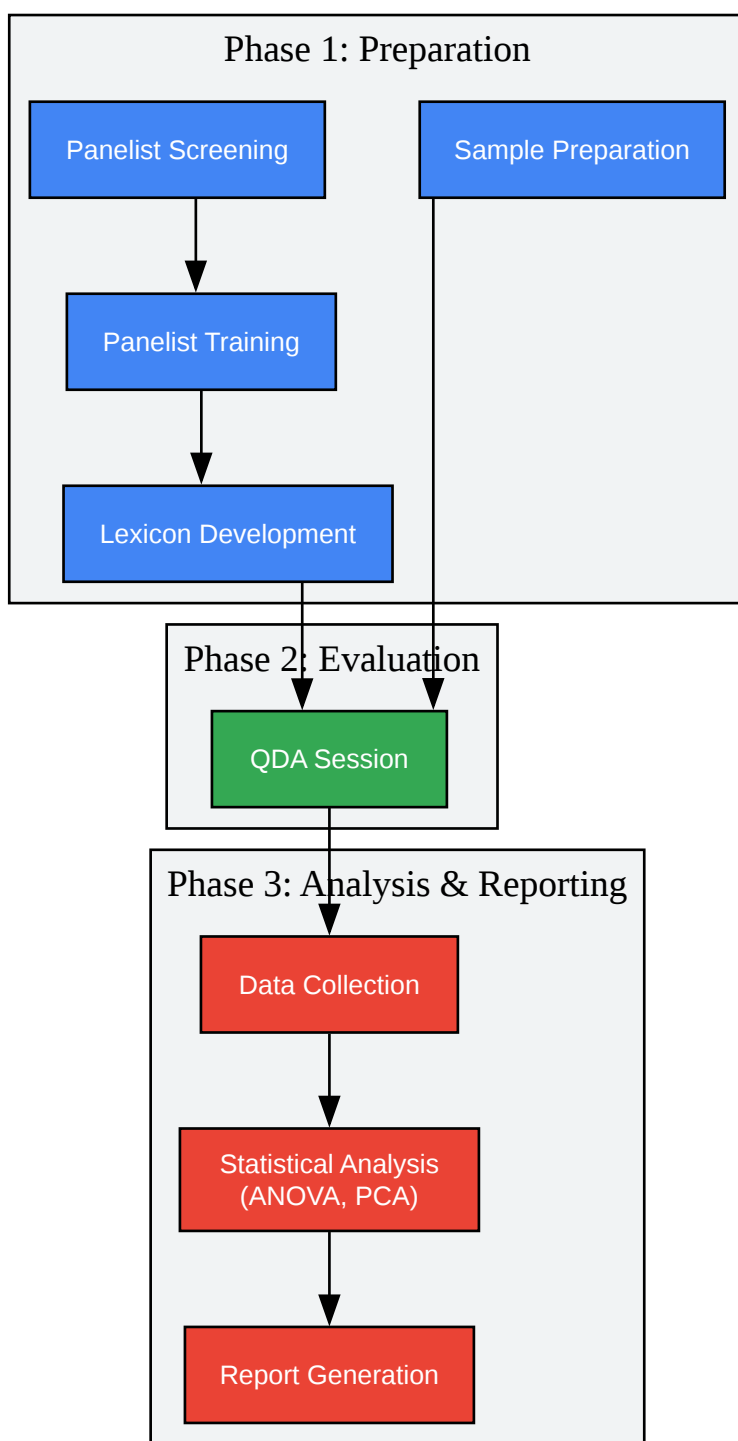 Phase 1: Preparation
Panelist Screening
Sample Preparation
Panelist Training
Lexicon Development
Phase 2: Evaluation
QDA Session
Phase 3: Analysis & Reporting
Data Collection
Statistical Analysis
(ANOVA, PCA)
Report Generation